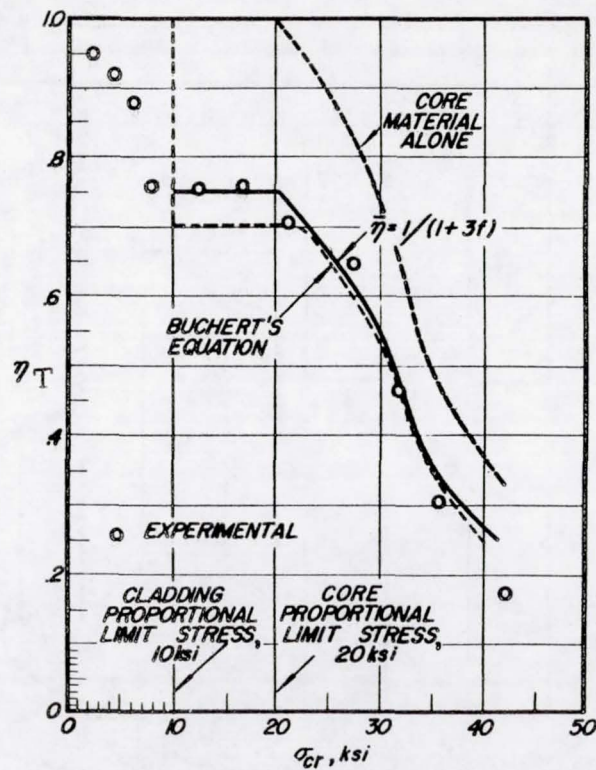 1.0
.8
.6
.4
.2
0
η_T
CORE
MATERIAL
ALONE
η̄ = 1/(1 + 3f)
BUCHERT'S
EQUATION
EXPERIMENTAL
CLADDING
PROPORTIONAL
LIMIT STRESS,
10 ksi
CORE
PROPORTIONAL
LIMIT STRESS,
20 ksi
0 10 20 30 40 50
σcr, ksi